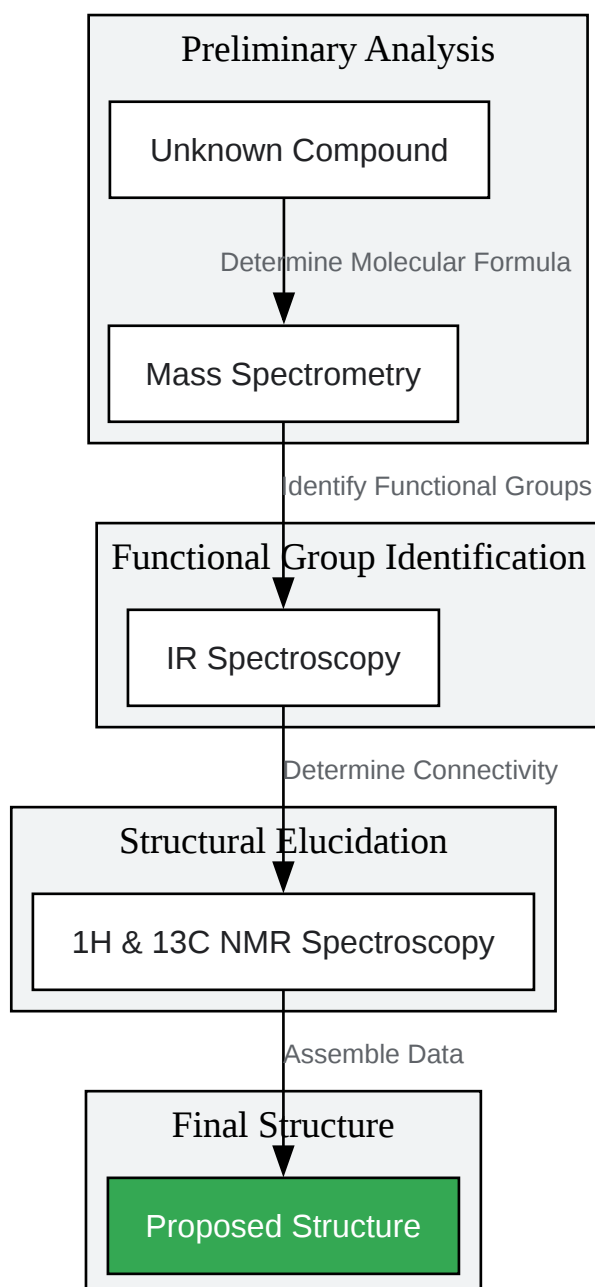 Preliminary Analysis
Unknown Compound
Determine Molecular Formula
Mass Spectrometry
Identify Functional Groups
Functional Group Identification
IR Spectroscopy
Determine Connectivity
Structural Elucidation
1H & 13C NMR Spectroscopy
Assemble Data
Final Structure
Proposed Structure